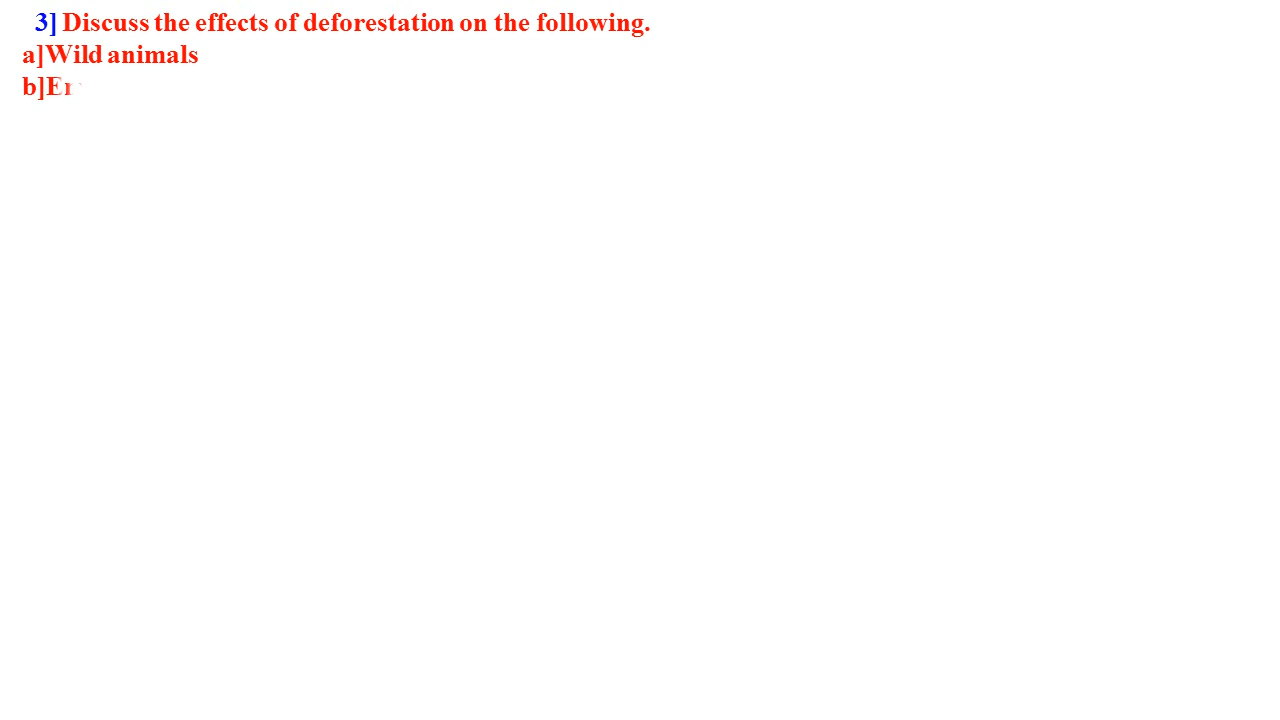 3] Discuss the effects of deforestation on the following.
a]Wild animals
b]